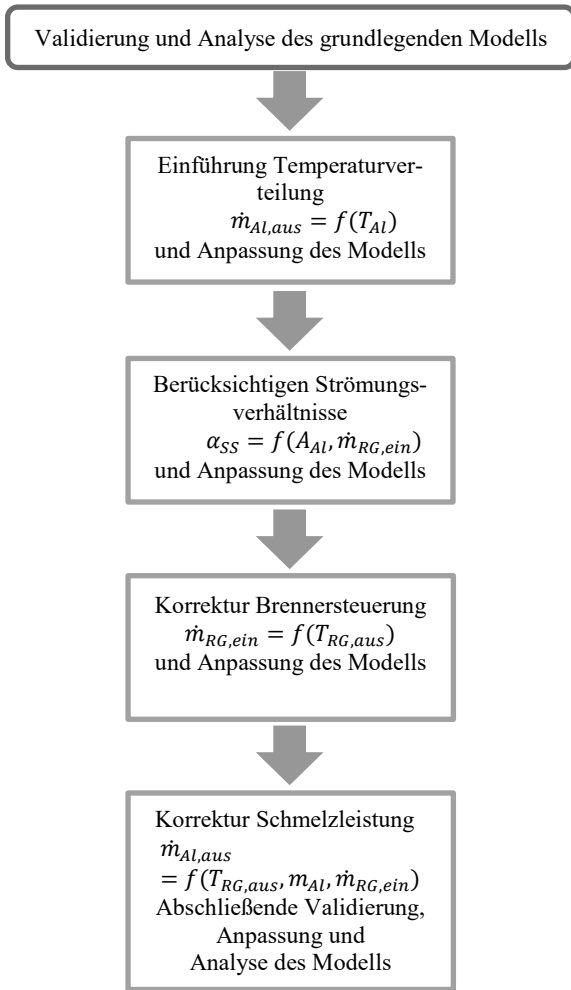 Validierung und Analyse des grundlegenden Modells
Einführung Temperaturver-
teilung
ṁ_{Al,aus} = f(T_{Al})
und Anpassung des Modells
Berücksichtigen Strömungs-
verhältnisse
α_{SS} = f(A_{Al}, ṁ_{RG,ein})
und Anpassung des Modells
Korrektur Brennersteuerung
ṁ_{RG,ein} = f(T_{RG,aus})
und Anpassung des Modells
Korrektur Schmelzleistung
ṁ_{Al,aus}
= f(T_{RG,aus}, m_{Al}, ṁ_{RG,ein})
Abschließende Validierung,
Anpassung und
Analyse des Modells